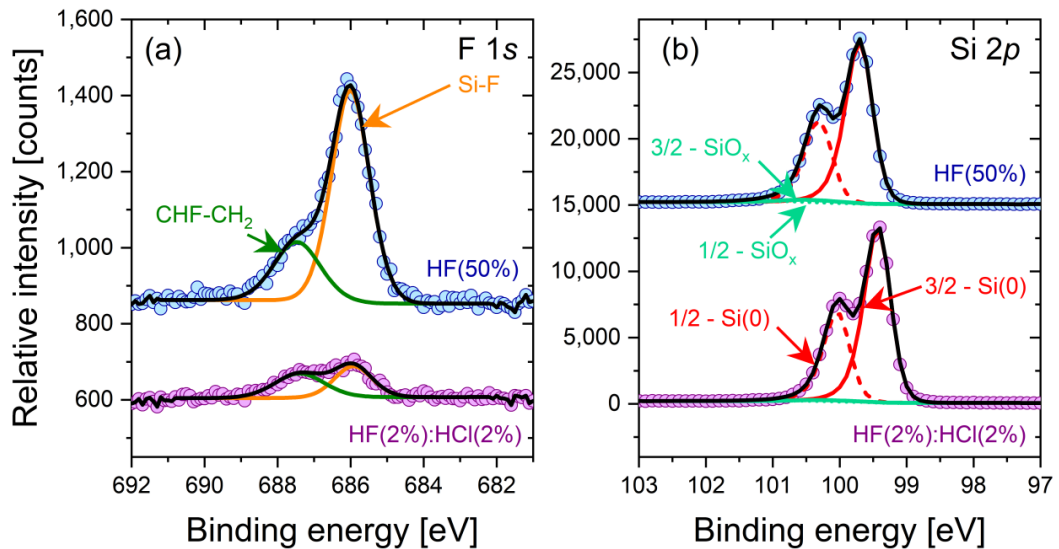 Relative intensity [counts]
1,600
1,400
1,200
1,000
800
600
(a)
F 1s
Si-F
CHF-CH₂
HF(50%)
HF(2%):HCl(2%)
692
690
688
686
684
682
Binding energy [eV]
25,000
20,000
15,000
10,000
5,000
0
(b)
Si 2p
3/2 - SiOₓ
HF(50%)
1/2 - SiOₓ
3/2 - Si(0)
1/2 - Si(0)
HF(2%):HCl(2%)
103
102
101
100
99
98
97
Binding energy [eV]